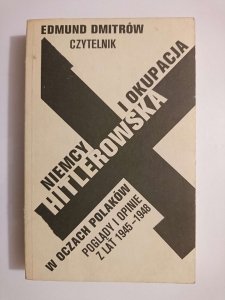 EDMUND DMITRÓW
CZYTELNIK
NIEMCY
I OKUPACJA
HITLEROWSKA
W OCZACH POLAKÓW
POGLĄDY I OPINIE
Z LAT 1945-1948